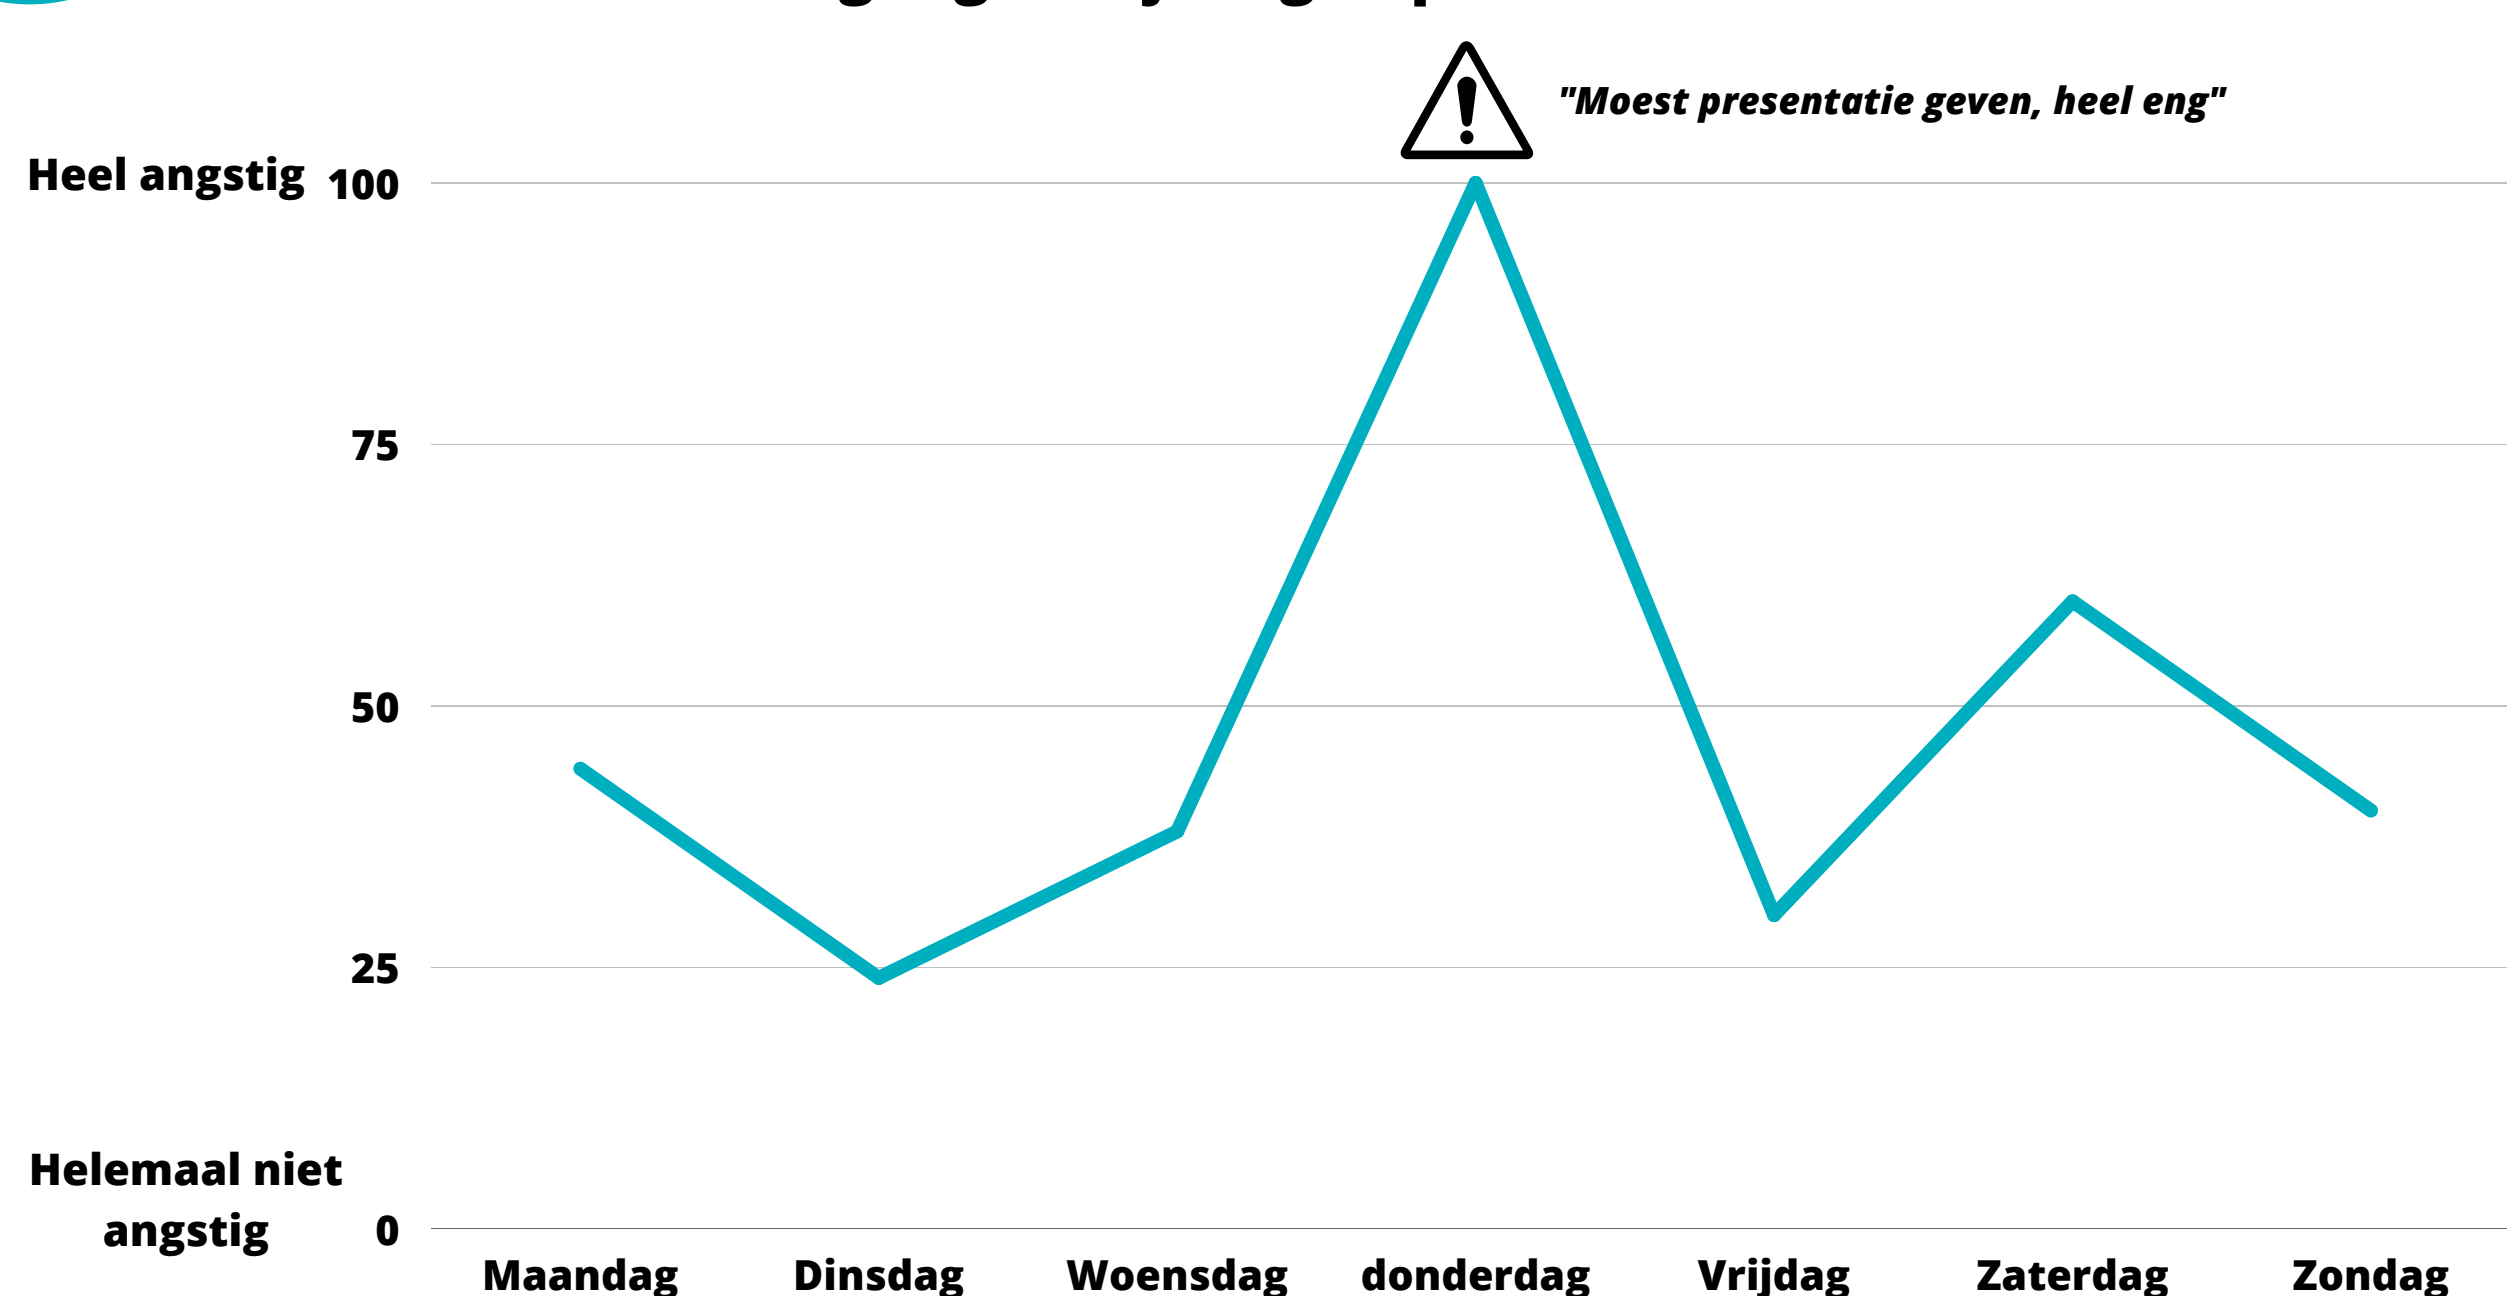 "Moest presentatie geven, heel eng"
Heel angstig 100
75
50
25
Helemaal niet
angstig 0
Maandag Dinsdag Woensdag donderdag Vrijdag Zaterdag Zondag